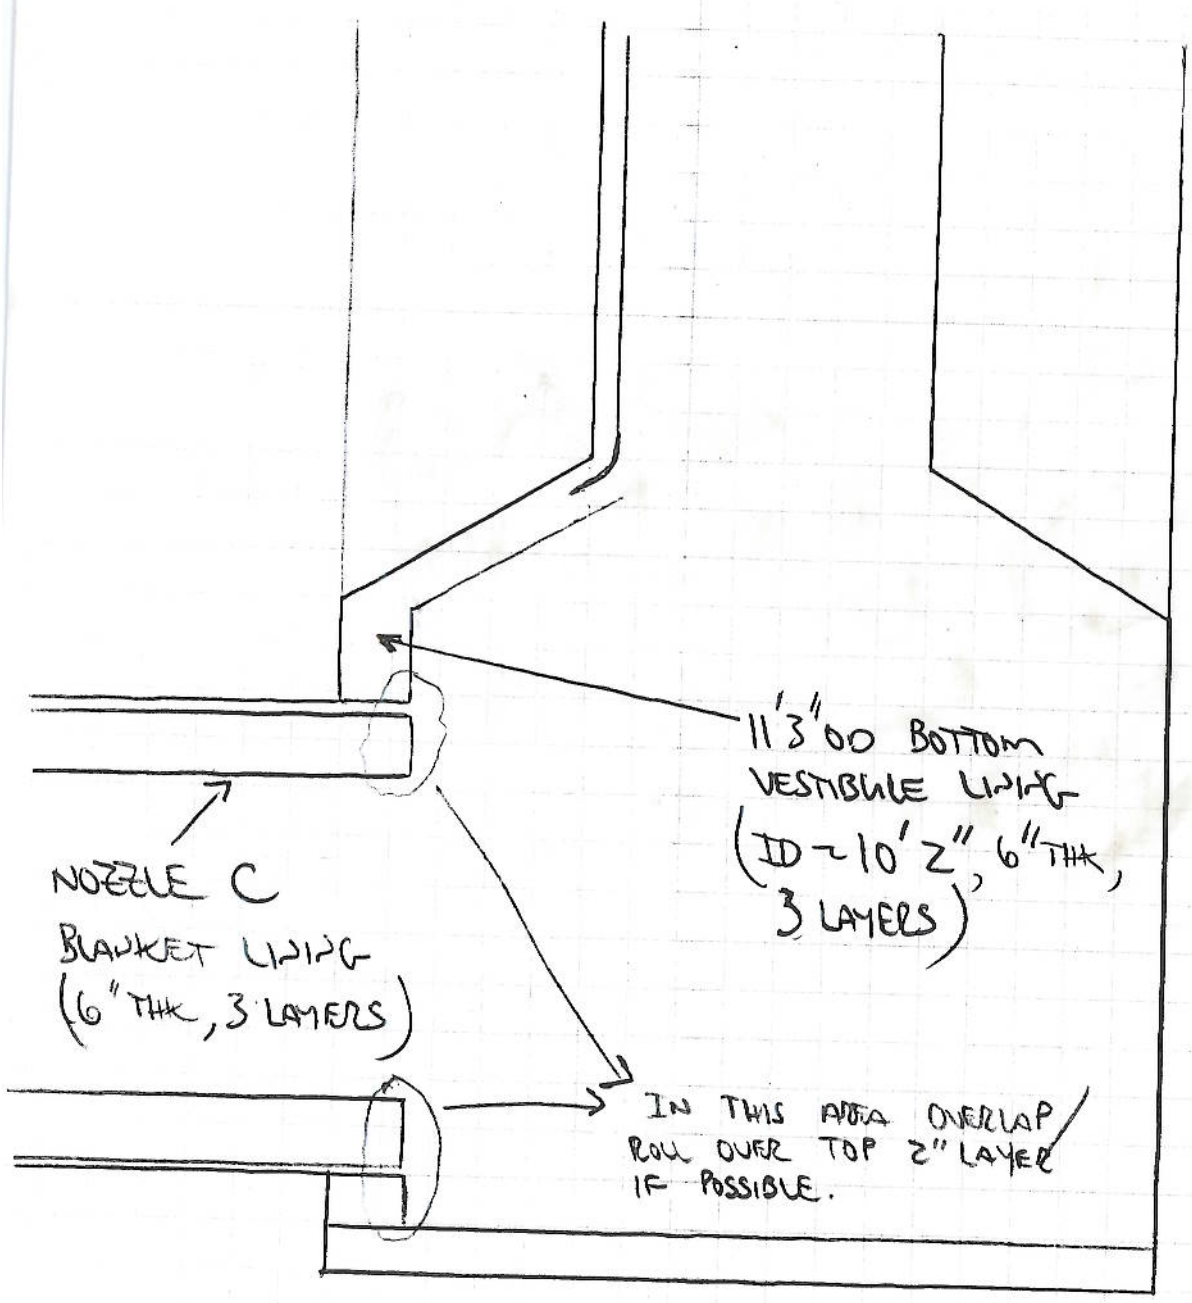 11'3" OD BOTTOM
VESTIBULE LINING
(ID ~ 10' 2", 6" THK,
3 LAYERS)
NOZZLE C
BLANKET LINING
(6" THK, 3 LAYERS)
IN THIS AREA OVERLAP/
ROLL OVER TOP 2" LAYER
IF POSSIBLE.